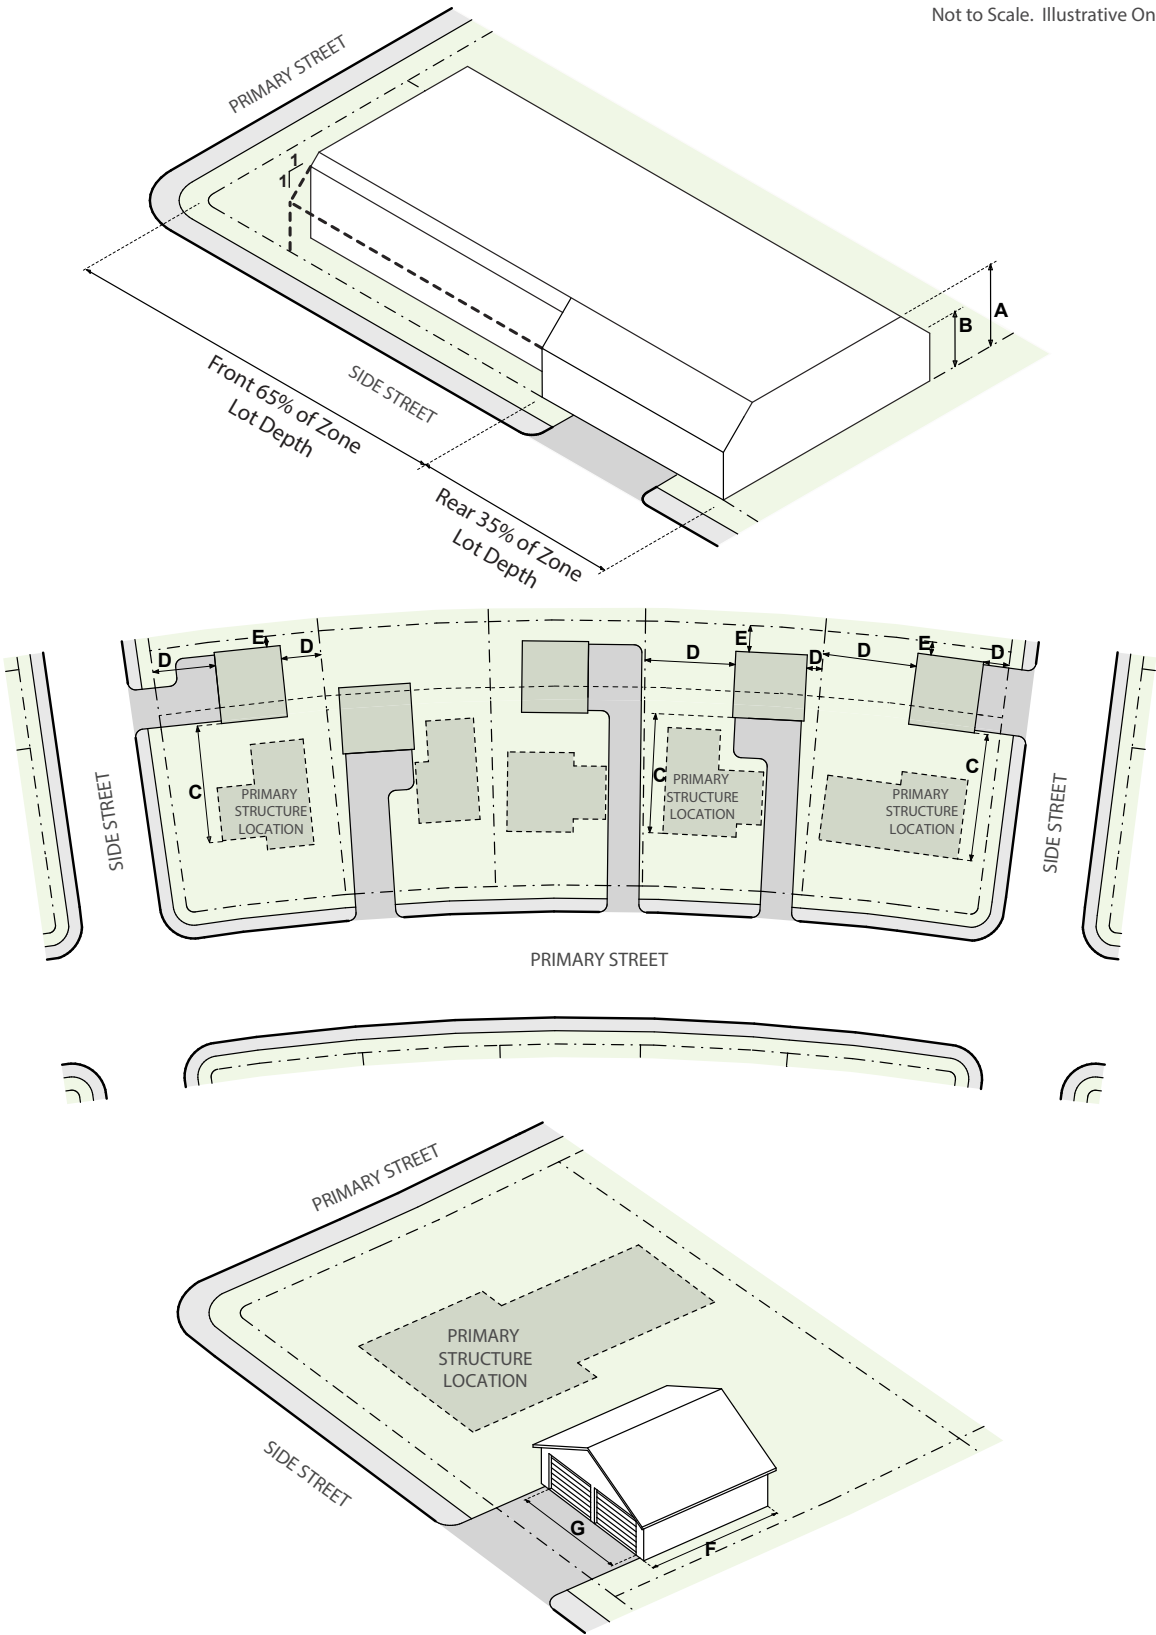 Not to Scale. Illustrative On
PRIMARY STREET
1
1
A
B
Front 65% of Zone
Lot Depth
SIDE STREET
Rear 35% of Zone
Lot Depth
D
E
D
D
E
D
D
E
D
C
PRIMARY
STRUCTURE
LOCATION
C
PRIMARY
STRUCTURE
LOCATION
PRIMARY
STRUCTURE
LOCATION
C
SIDE STREET
SIDE STREET
PRIMARY STREET
PRIMARY STREET
PRIMARY
STRUCTURE
LOCATION
SIDE STREET
G
F